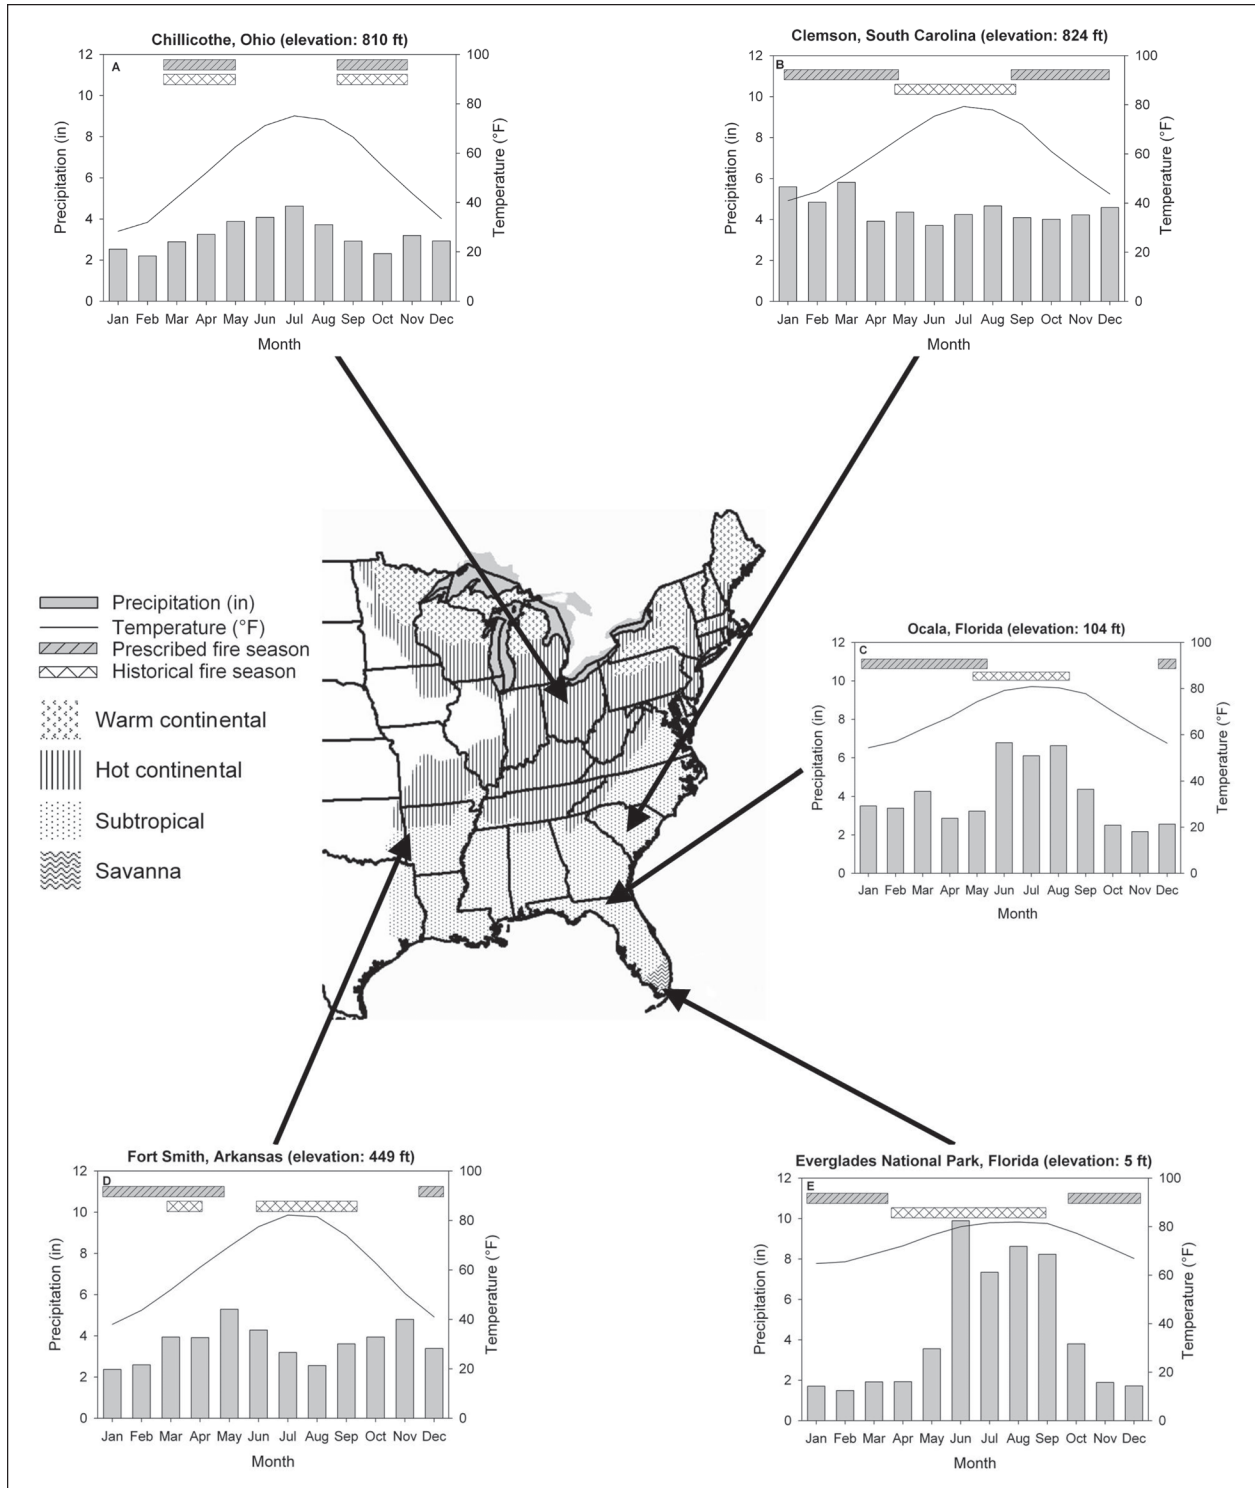 Chillicothe, Ohio (elevation: 810 ft)
A
Precipitation (in)
12
10
8
6
4
2
0
100
80
60
40
20
0
Temperature (°F)
Jan Feb Mar Apr May Jun Jul Aug Sep Oct Nov Dec
Month
Clemson, South Carolina (elevation: 824 ft)
B
Precipitation (in)
12
10
8
6
4
2
0
100
80
60
40
20
0
Temperature (°F)
Jan Feb Mar Apr May Jun Jul Aug Sep Oct Nov Dec
Month
Precipitation (in)
Temperature (°F)
Prescribed fire season
Historical fire season
Warm continental
Hot continental
Subtropical
Savanna
Ocala, Florida (elevation: 104 ft)
C
Precipitation (in)
12
10
8
6
4
2
0
100
80
60
40
20
0
Temperature (°F)
Jan Feb Mar Apr May Jun Jul Aug Sep Oct Nov Dec
Month
Fort Smith, Arkansas (elevation: 449 ft)
D
Precipitation (in)
12
10
8
6
4
2
0
100
80
60
40
20
0
Temperature (°F)
Jan Feb Mar Apr May Jun Jul Aug Sep Oct Nov Dec
Month
Everglades National Park, Florida (elevation: 5 ft)
E
Precipitation (in)
12
10
8
6
4
2
0
100
80
60
40
20
0
Temperature (°F)
Jan Feb Mar Apr May Jun Jul Aug Sep Oct Nov Dec
Month